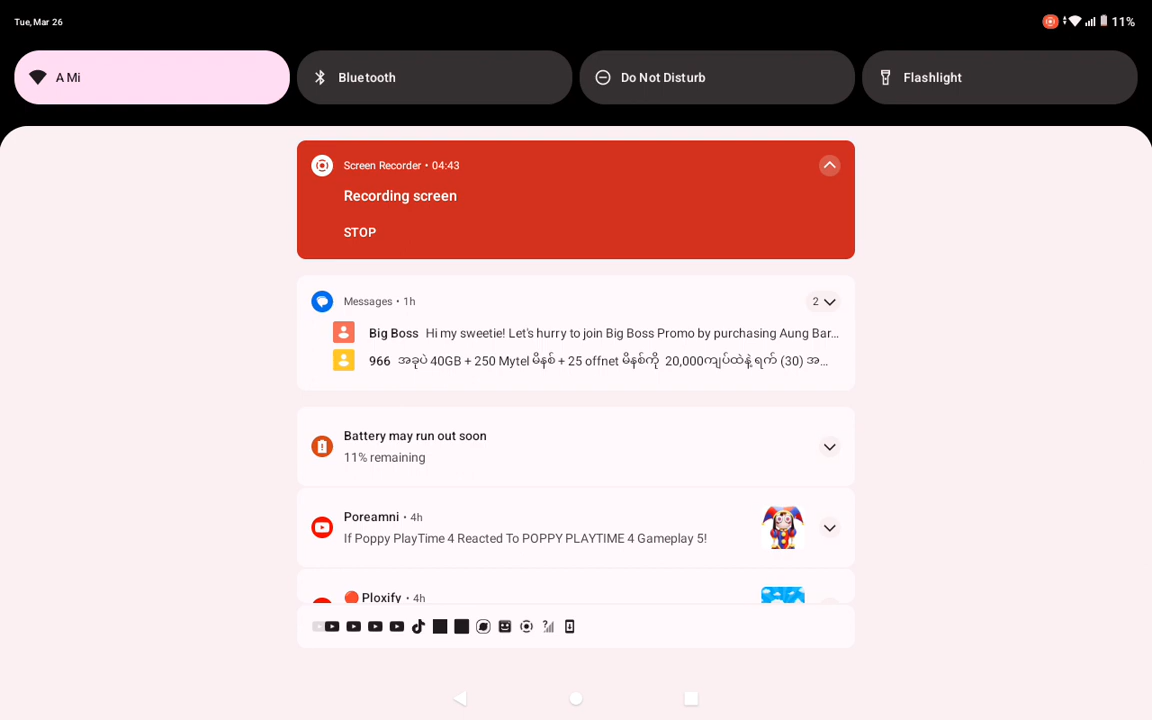 Tue, Mar 26
11%
A Mi
Bluetooth
Do Not Disturb
Flashlight
Screen Recorder • 04:43
Recording screen
STOP
Messages • 1h
2
Big Boss Hi my sweetie! Let's hurry to join Big Boss Promo by purchasing Aung Bar...
966 အခုပဲ 40GB + 250 Mytel မိနစ် + 25 offnet မိနစ်ကို 20,000ကျပ်ထဲနဲ့ ရက် (30) အ...
Battery may run out soon
11% remaining
Poreamni • 4h
If Poppy PlayTime 4 Reacted To POPPY PLAYTIME 4 Gameplay 5!
🔴 Ploxify • 4h